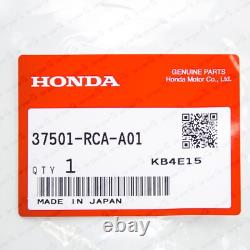 HONDA
GENUINE PARTS
Honda Motor Co., Ltd.
37501-RCA-A01
QTY 1
KB4E15
MADE IN JAPAN